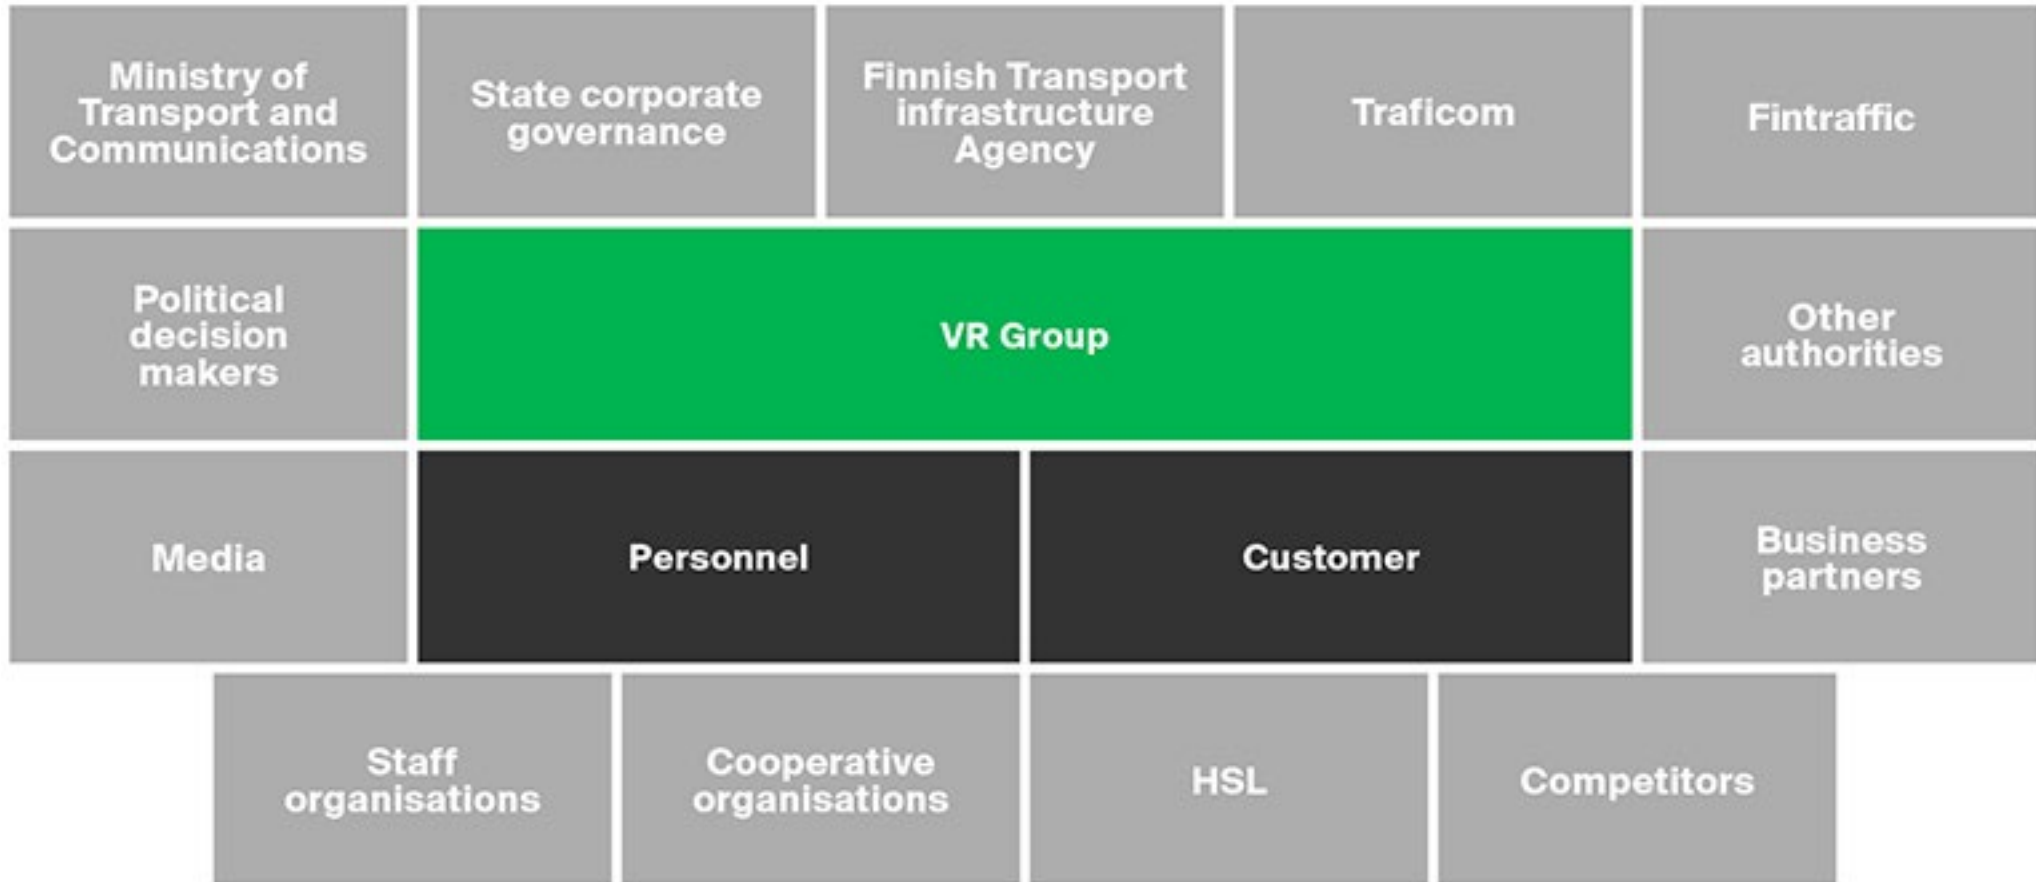 Ministry of
Transport and
Communications
State corporate
governance
Finnish Transport
infrastructure
Agency
Traficom
Fintraffic
Political
decision
makers
VR Group
Other
authorities
Media
Personnel
Customer
Business
partners
Staff
organisations
Cooperative
organisations
HSL
Competitors